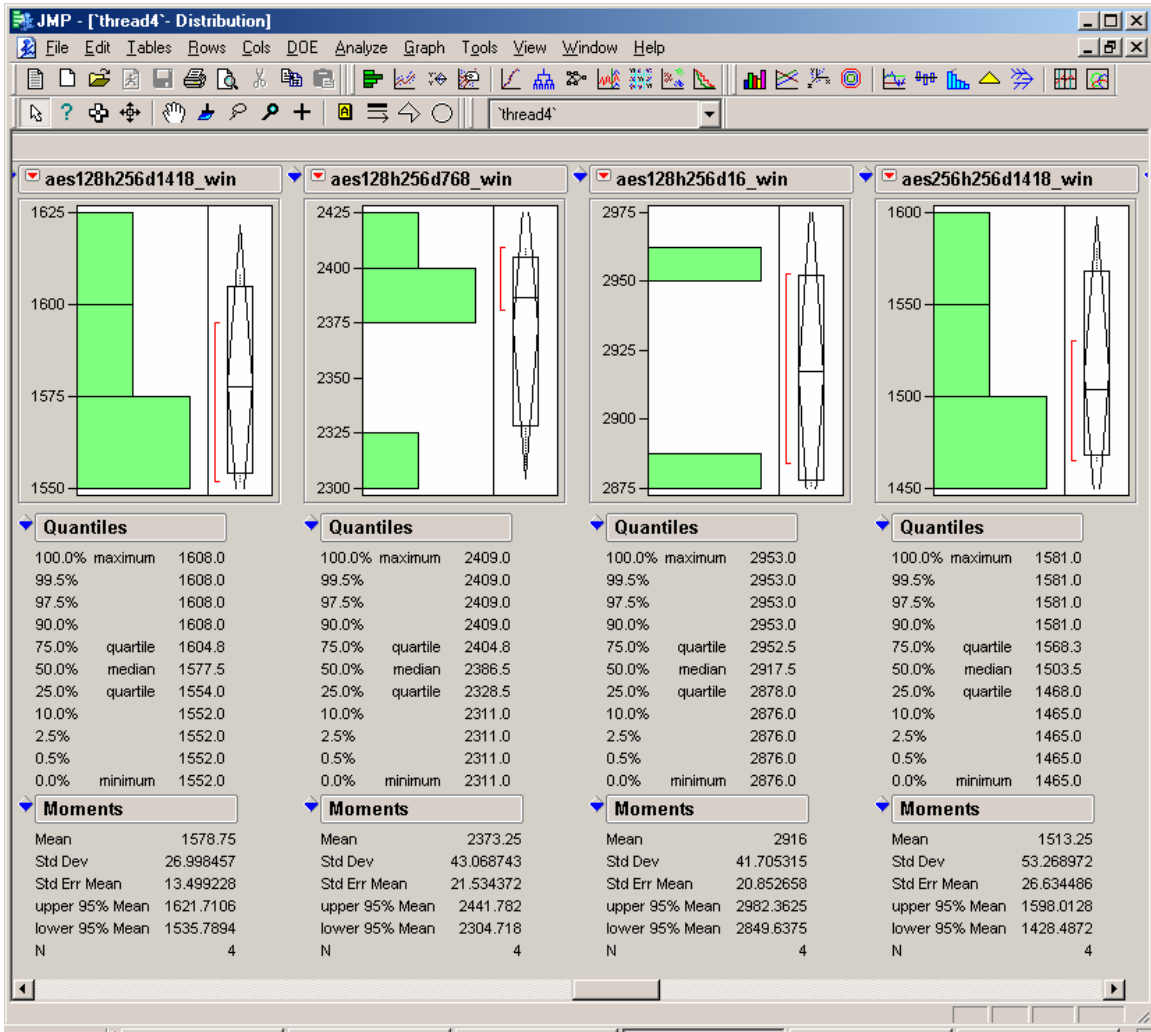 JMP - [`thread4`- Distribution]
File Edit Tables Rows Cols DOE Analyze Graph Tools View Window Help
`thread4`
aes128h256d1418_win
1625
1600
1575
1550
Quantiles
100.0% maximum 1608.0
99.5% 1608.0
97.5% 1608.0
90.0% 1608.0
75.0% quartile 1604.8
50.0% median 1577.5
25.0% quartile 1554.0
10.0% 1552.0
2.5% 1552.0
0.5% 1552.0
0.0% minimum 1552.0
Moments
Mean 1578.75
Std Dev 26.998457
Std Err Mean 13.499228
upper 95% Mean 1621.7106
lower 95% Mean 1535.7894
N 4
aes128h256d768_win
2425
2400
2375
2350
2325
2300
Quantiles
100.0% maximum 2409.0
99.5% 2409.0
97.5% 2409.0
90.0% 2409.0
75.0% quartile 2404.8
50.0% median 2386.5
25.0% quartile 2328.5
10.0% 2311.0
2.5% 2311.0
0.5% 2311.0
0.0% minimum 2311.0
Moments
Mean 2373.25
Std Dev 43.068743
Std Err Mean 21.534372
upper 95% Mean 2441.782
lower 95% Mean 2304.718
N 4
aes128h256d16_win
2975
2950
2925
2900
2875
Quantiles
100.0% maximum 2953.0
99.5% 2953.0
97.5% 2953.0
90.0% 2953.0
75.0% quartile 2952.5
50.0% median 2917.5
25.0% quartile 2878.0
10.0% 2876.0
2.5% 2876.0
0.5% 2876.0
0.0% minimum 2876.0
Moments
Mean 2916
Std Dev 41.705315
Std Err Mean 20.852658
upper 95% Mean 2982.3625
lower 95% Mean 2849.6375
N 4
aes256h256d1418_win
1600
1550
1500
1450
Quantiles
100.0% maximum 1581.0
99.5% 1581.0
97.5% 1581.0
90.0% 1581.0
75.0% quartile 1568.3
50.0% median 1503.5
25.0% quartile 1468.0
10.0% 1465.0
2.5% 1465.0
0.5% 1465.0
0.0% minimum 1465.0
Moments
Mean 1513.25
Std Dev 53.268972
Std Err Mean 26.634486
upper 95% Mean 1598.0128
lower 95% Mean 1428.4872
N 4